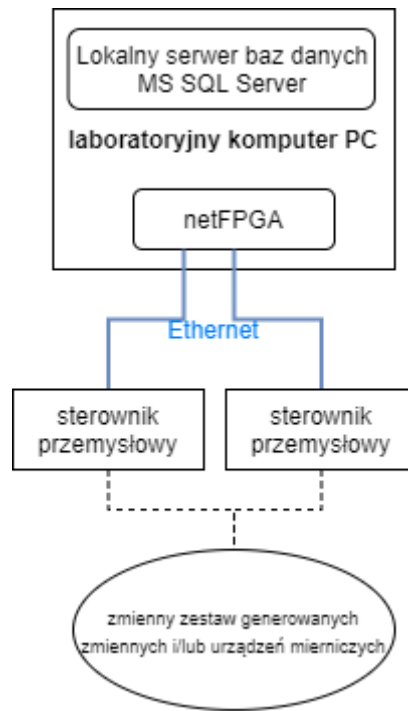 Lokalny serwer baz danych
MS SQL Server
laboratoryjny komputer PC
netFPGA
Ethernet
sterownik
przemysłowy
sterownik
przemysłowy
zmienny zestaw generowanych
zmiennych i/lub urządzeń mierniczych